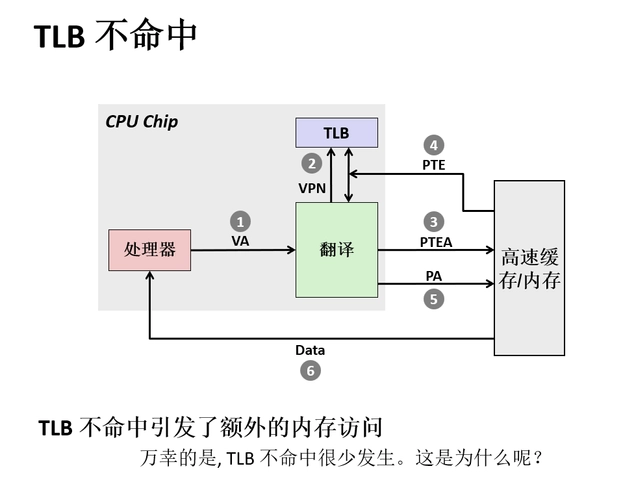 TLB 不命中
CPU Chip
TLB
4
PTE
2
VPN
1
VA
3
PTEA
处理器
翻译
高速缓
存/内存
PA
5
Data
6
TLB 不命中引发了额外的内存访问
万幸的是, TLB 不命中很少发生。这是为什么呢?